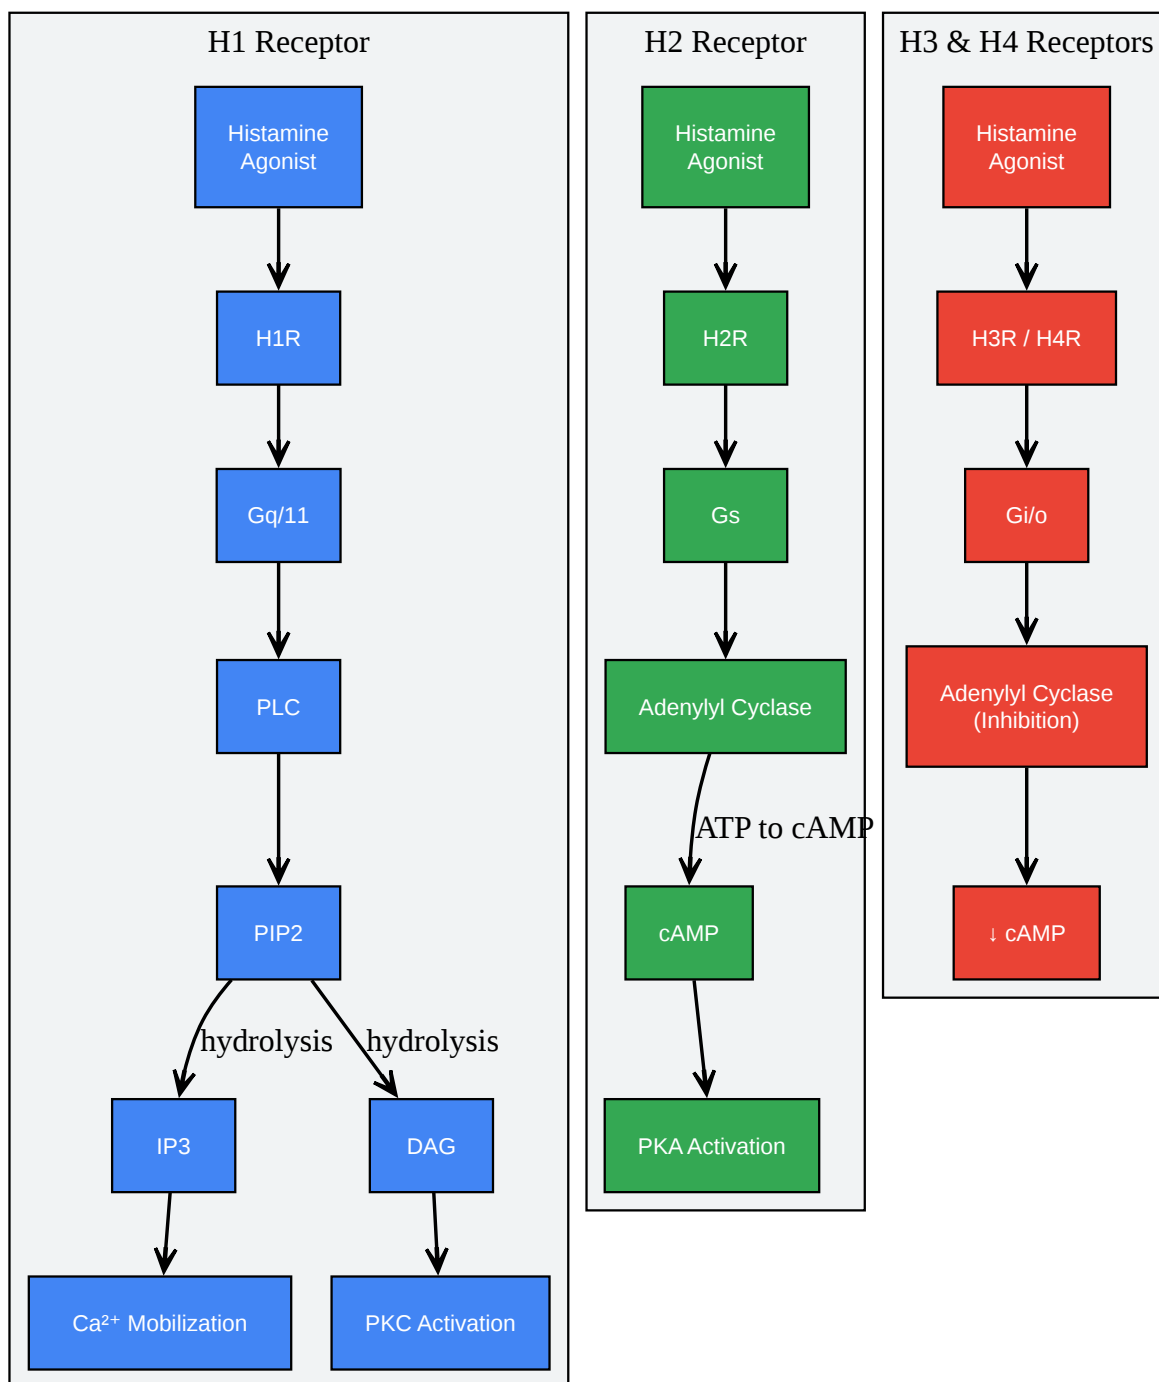 H1 Receptor
Histamine
Agonist
H1R
Gq/11
PLC
PIP2
hydrolysis
hydrolysis
IP3
DAG
Ca²⁺ Mobilization
PKC Activation
H2 Receptor
Histamine
Agonist
H2R
Gs
Adenylyl Cyclase
ATP to cAMP
cAMP
PKA Activation
H3 & H4 Receptors
Histamine
Agonist
H3R / H4R
Gi/o
Adenylyl Cyclase
(Inhibition)
↓ cAMP